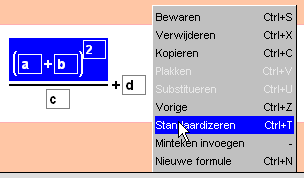 (a + b)2
c
+ d
Bewaren Ctrl+S
Verwijderen Ctrl+X
Kopieren Ctrl+C
Plakken Ctrl+V
Substitueren Ctrl+U
Vorige Ctrl+Z
Standaardizeren Ctrl+T
Minteken invoegen -
Nieuwe formule Ctrl+N